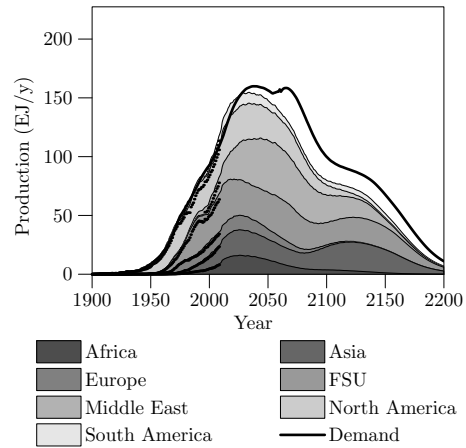 Production (EJ/y)
200
150
100
50
0
1900 1950 2000 2050 2100 2150 2200
Year
Africa Asia
Europe FSU
Middle East North America
South America Demand